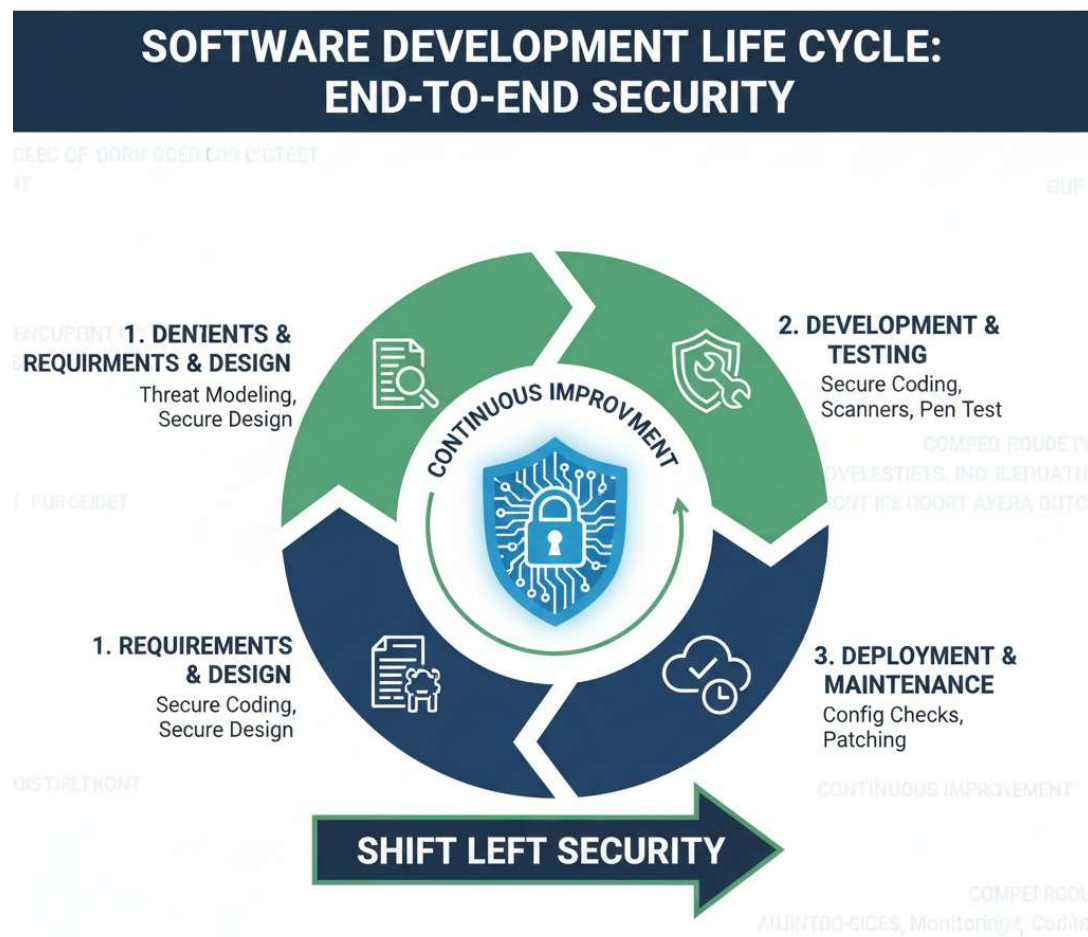 SOFTWARE DEVELOPMENT LIFE CYCLE:
END-TO-END SECURITY
1. DENTENTS &
REQUIRMENTS & DESIGN
Threat Modeling,
Secure Design
2. DEVELOPMENT &
TESTING
Secure Coding,
Scanners, Pen Test
CONTINUOUS IMPROVMENT
1. REQUIREMENTS
& DESIGN
Secure Coding,
Secure Design
3. DEPLOYMENT &
MAINTENANCE
Config Checks,
Patching
CONTINUOUS IMPROVEMENT
SHIFT LEFT SECURITY
Monitoring